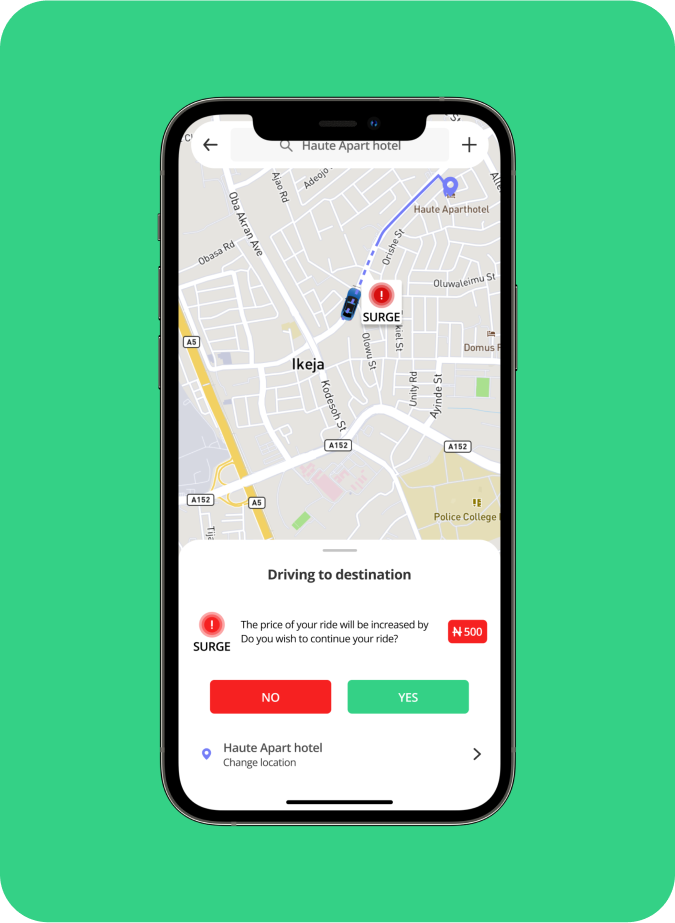 Haute Apart hotel
Ajao Rd
Adeojo
Oba Akran Ave
Haute Aparthotel
Obasa Rd
Orishe St
Oluwaleimu St
SURGE
A5
Olowu St
kiel St
Domus
Ikeja
Kodesoh St
Unity Rd
Ayinde St
A152
A152
A152
A5
Police College
Tija
Driving to destination
The price of your ride will be increased by
Do you wish to continue your ride?
₦ 500
SURGE
NO
YES
Haute Apart hotel
Change location